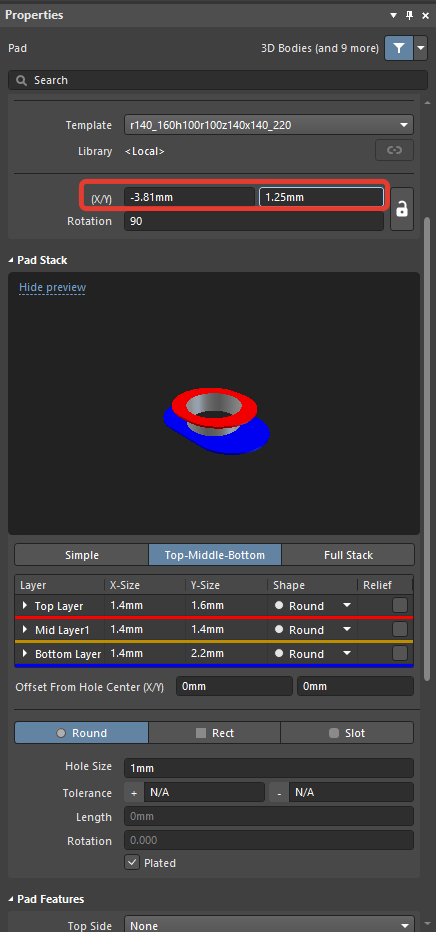 Properties
Pad 3D Bodies (and 9 more)
Search
Template r140_160h100r100z140x140_220
Library <Local>
(X/Y) -3.81mm 1.25mm
Rotation 90
Pad Stack
Hide preview
Simple Top-Middle-Bottom Full Stack
Layer X-Size Y-Size Shape Relief
Top Layer 1.4mm 1.6mm Round
Mid Layer1 1.4mm 1.4mm Round
Bottom Layer 1.4mm 2.2mm Round
Offset From Hole Center (X/Y) 0mm 0mm
Round Rect Slot
Hole Size 1mm
Tolerance + N/A - N/A
Length 0mm
Rotation 0.000
Plated
Pad Features
Top Side None